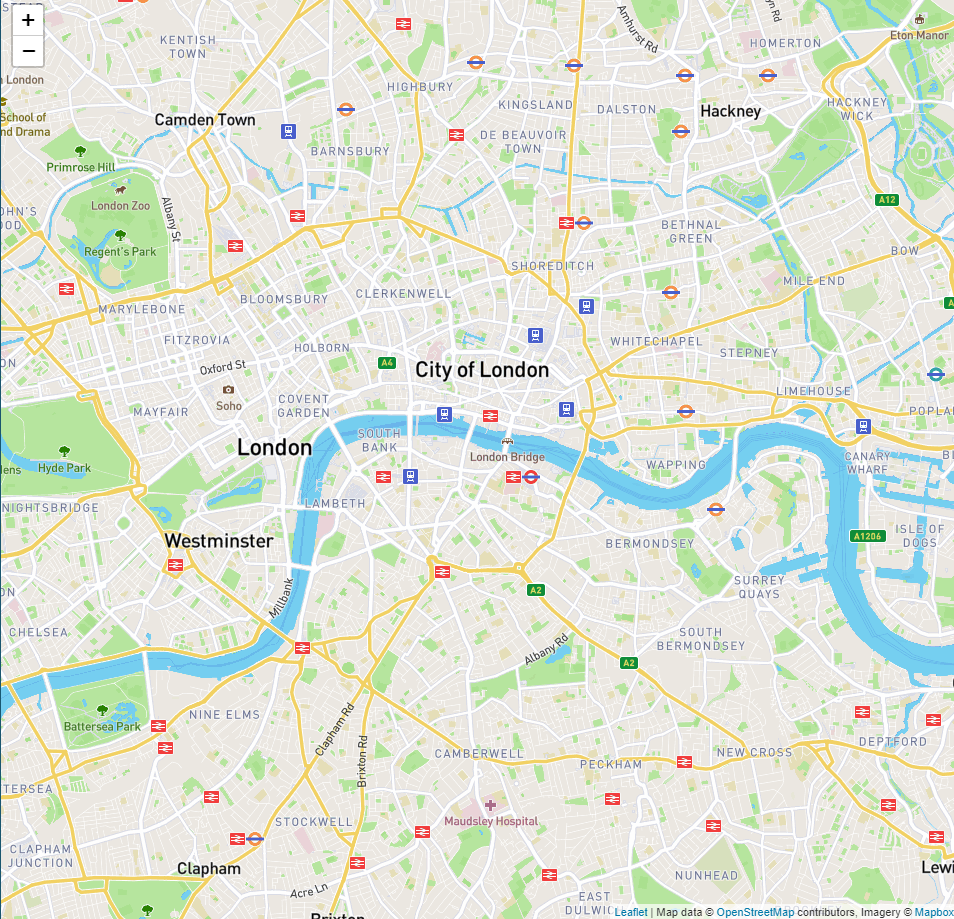 +
−
KENTISH
TOWN
Amhurst Rd
HOMERTON
Eton Manor
n London
HIGHBURY
KINGSLAND
DALSTON
Hackney
HACKNEY
WICK
School of
nd Drama
Camden Town
DE BEAUVOIR
TOWN
BARNSBURY
Primrose Hill
London Zoo
Albany St
A12
OHN'S
OOD
BETHNAL
GREEN
Regent's Park
SHOREDITCH
BOW
MILE END
BLOOMSBURY
CLERKENWELL
MARYLEBONE
A
FITZROVIA
HOLBORN
WHITECHAPEL
STEPNEY
Oxford St
A4
City of London
LIMEHOUSE
Soho
MAYFAIR
COVENT
GARDEN
POPLA
SOUTH
BANK
London
London Bridge
CANARY
WHARF
WAPPING
dens
Hyde Park
NIGHTSBRIDGE
LAMBETH
Westminster
BERMONDSEY
A1206
ISLE OF
DOGS
SURREY
QUAYS
A2
Millbank
CHELSEA
SOUTH
BERMONDSEY
Albany Rd
A2
NINE ELMS
Battersea Park
Clapham Rd
Brixton Rd
DEPTFORD
CAMBERWELL
NEW CROSS
PECKHAM
TERSEA
Maudsley Hospital
STOCKWELL
CLAPHAM
JUNCTION
Clapham
Lewi
NUNHEAD
Acre Ln
EAST
DULWIC
Brixton
Leaflet | Map data © OpenStreetMap contributors, Imagery © Mapbox